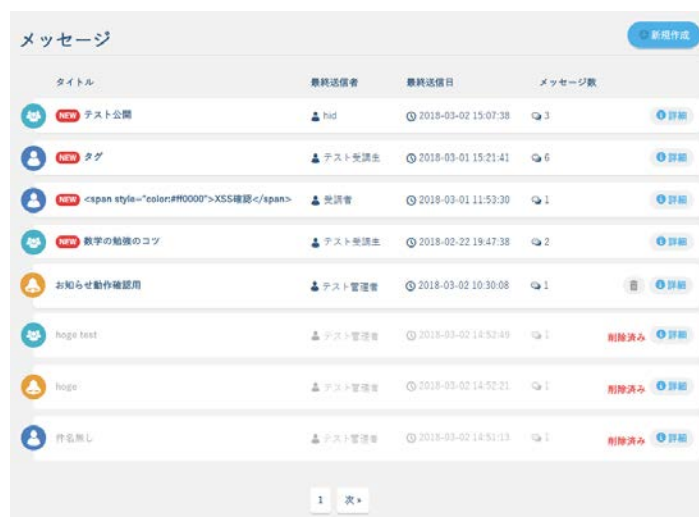 メッセージ
新規作成
タイトル 最終送信者 最終送信日 メッセージ数
NEW テスト公開 hid 2018-03-02 15:07:38 3 詳細
NEW タグ テスト受講生 2018-03-01 15:21:41 6 詳細
NEW <span style="color:#ff0000">XSS確認</span> 受講者 2018-03-01 11:53:30 1 詳細
NEW 数学の勉強のコツ テスト受講生 2018-02-22 19:47:38 2 詳細
お知らせ動作確認用 テスト管理者 2018-03-02 10:30:08 1 詳細
hoge test テスト管理者 2018-03-02 14:52:49 1 削除済み 詳細
hoge テスト管理者 2018-03-02 14:52:21 1 削除済み 詳細
件名無し テスト管理者 2018-03-02 14:51:13 1 削除済み 詳細
1 次»